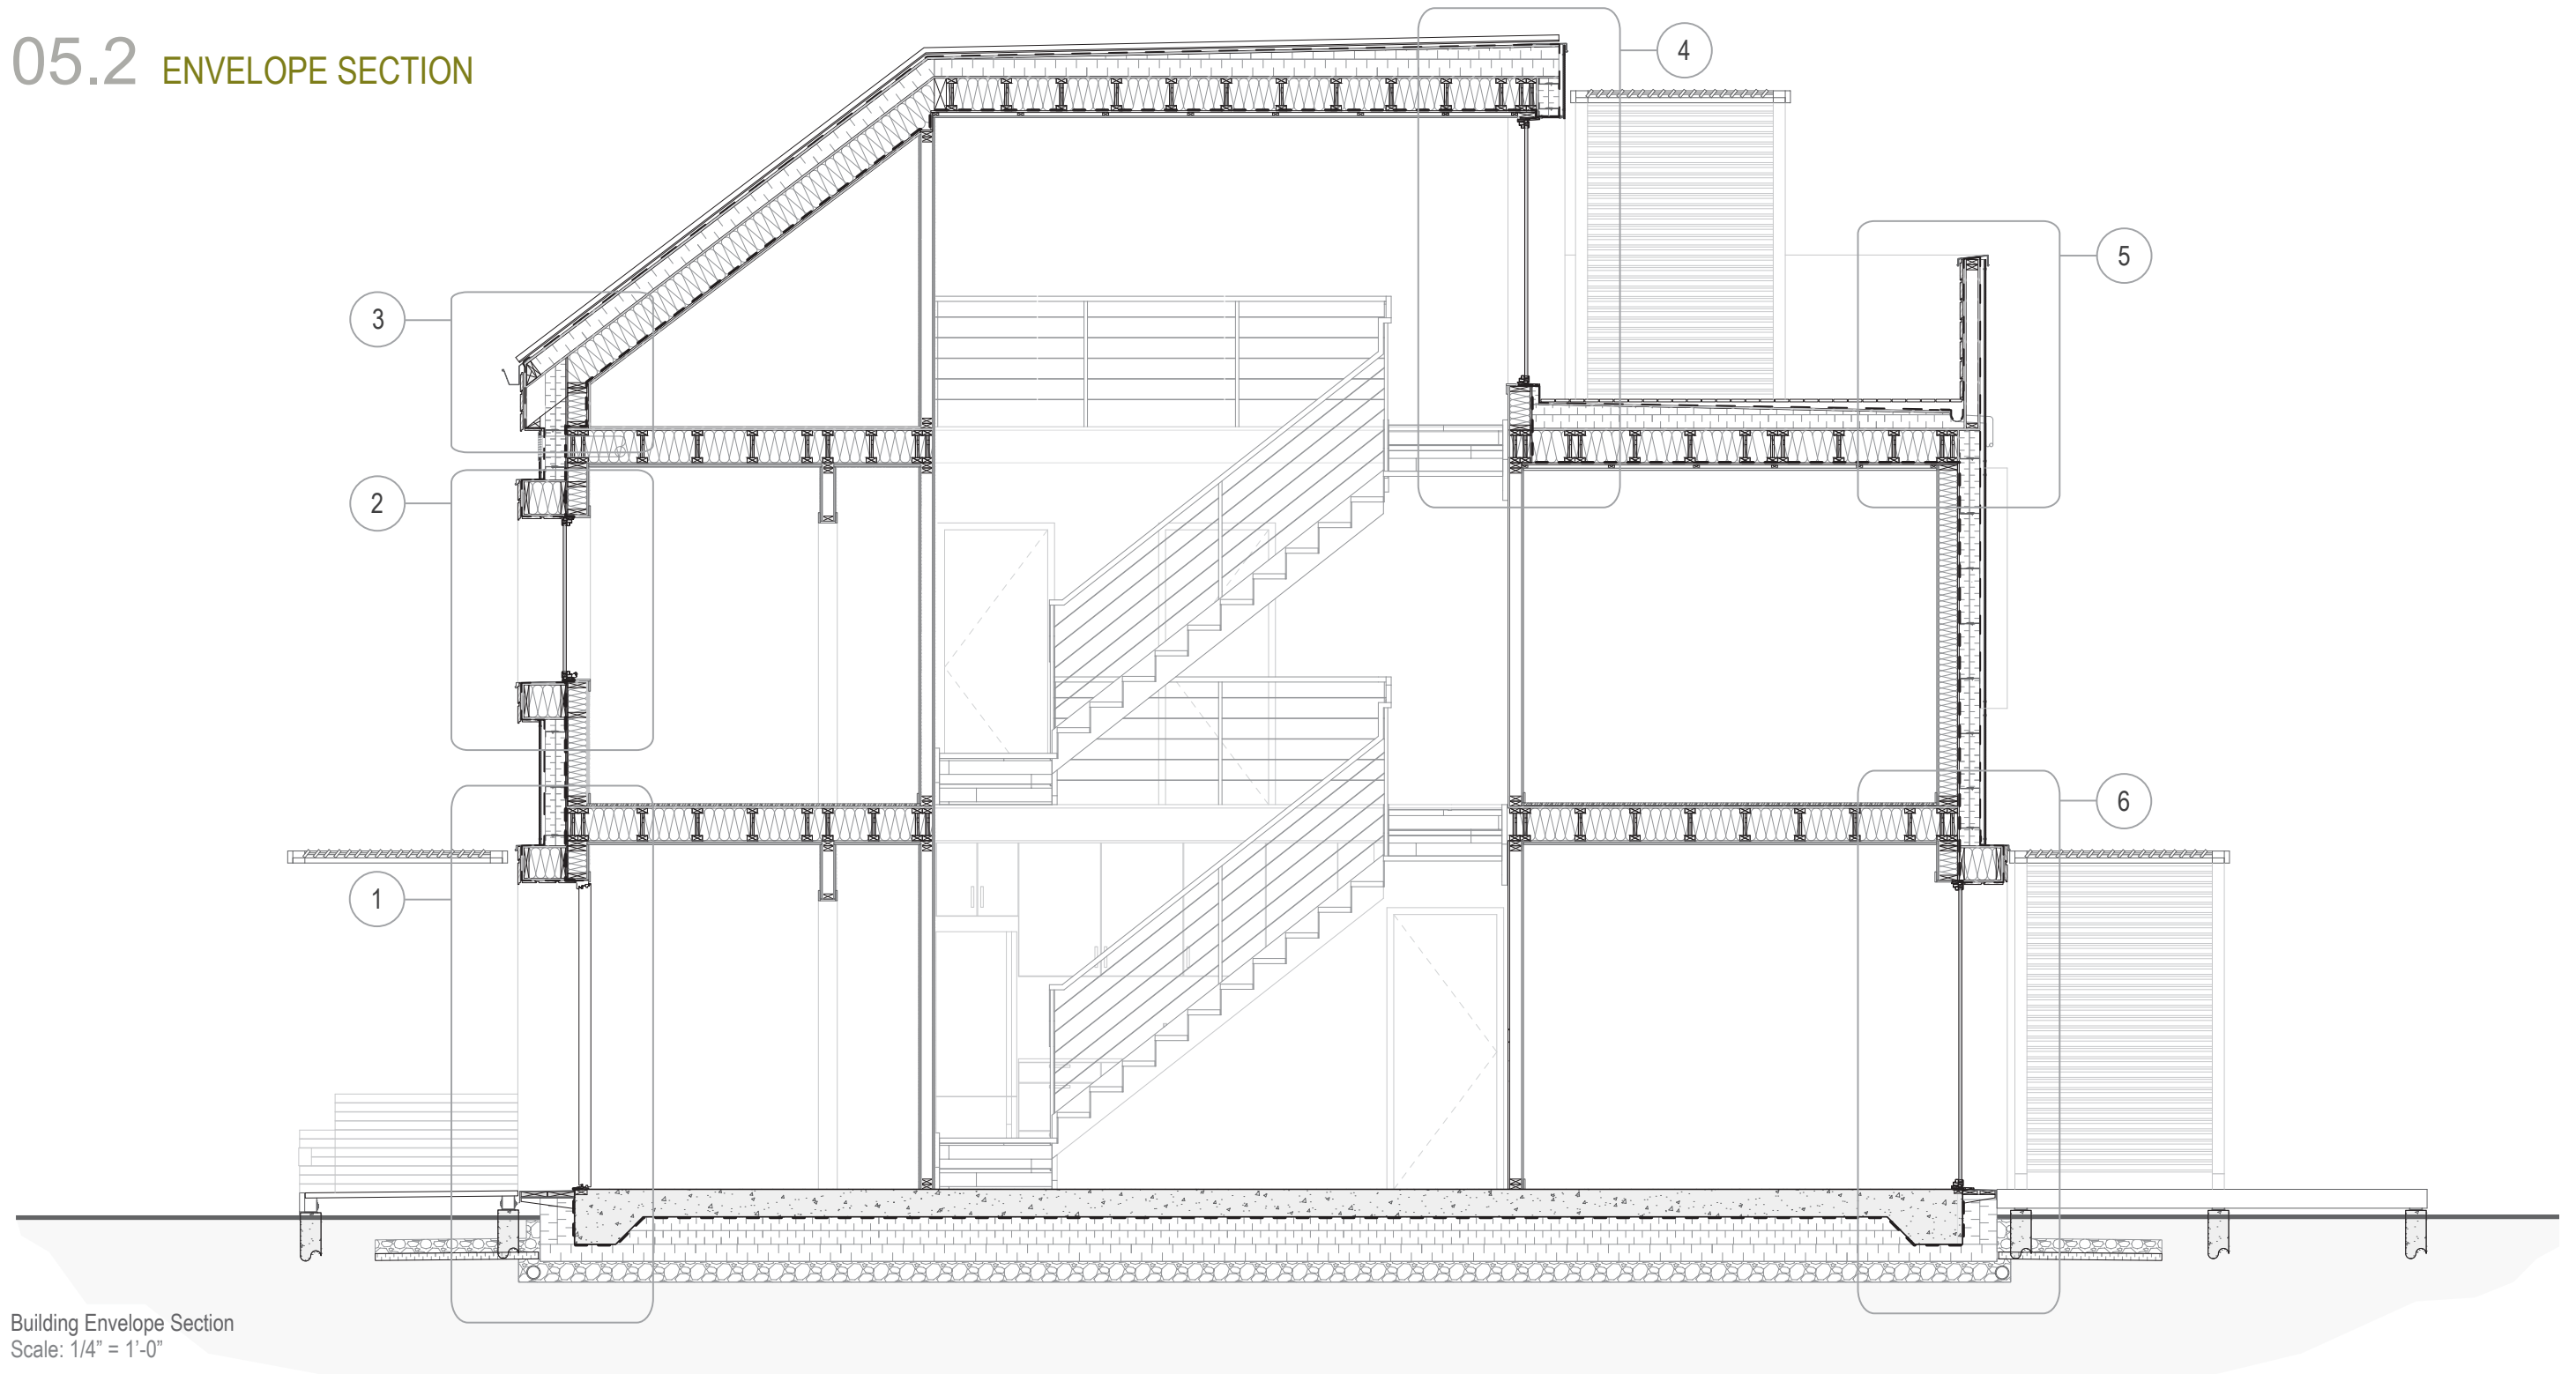 05.2 ENVELOPE SECTION
4
5
3
2
6
1
Building Envelope Section
Scale: 1/4” = 1’-0”